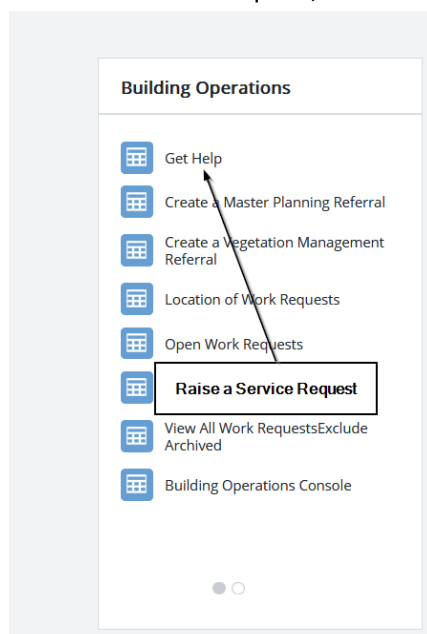 Building Operations
Get Help
Create a Master Planning Referral
Create a Vegetation Management
Referral
Location of Work Requests
Open Work Requests
Raise a Service Request
View All Work RequestsExclude
Archived
Building Operations Console